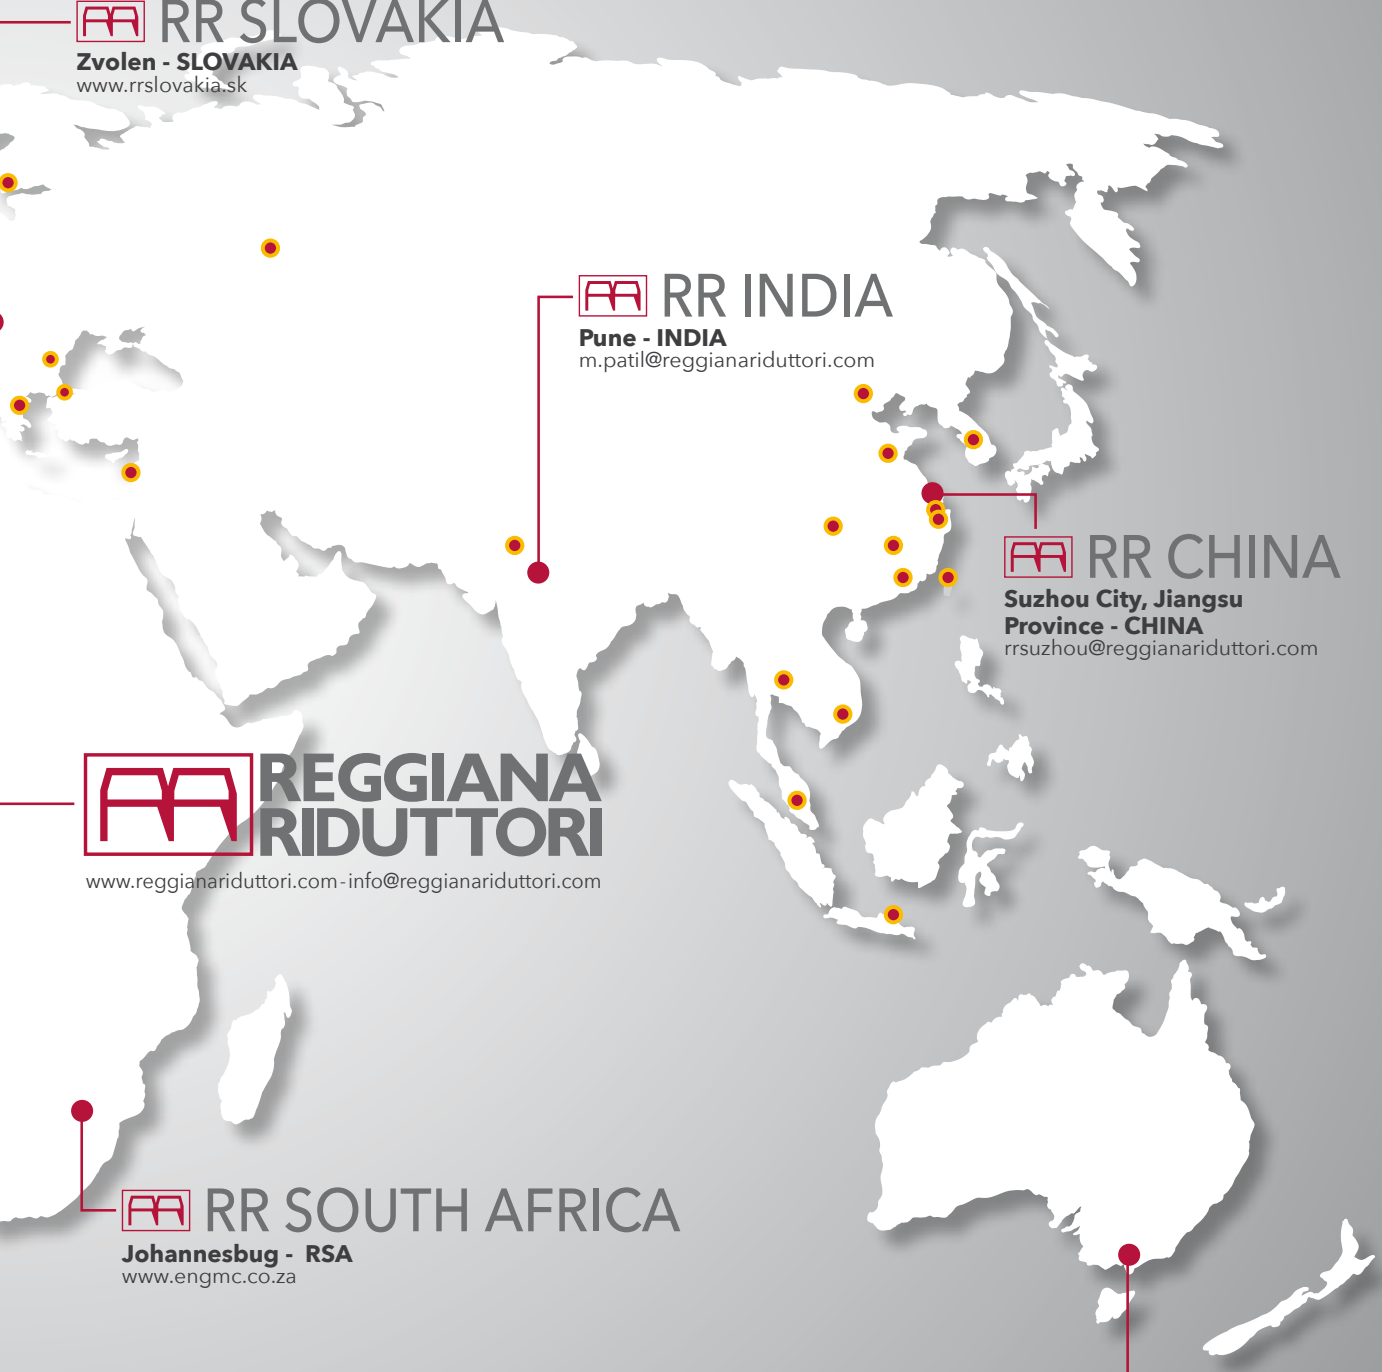 RR SLOVAKIA
Zvolen - SLOVAKIA
www.rrslovakia.sk
RR INDIA
Pune - INDIA
m.patil@reggianariduttori.com
RR CHINA
Suzhou City, Jiangsu
Province - CHINA
rrsuzhou@reggianariduttori.com
REGGIANA
RIDUTTORI
www.reggianariduttori.com - info@reggianariduttori.com
RR SOUTH AFRICA
Johannesbug - RSA
www.engmc.co.za